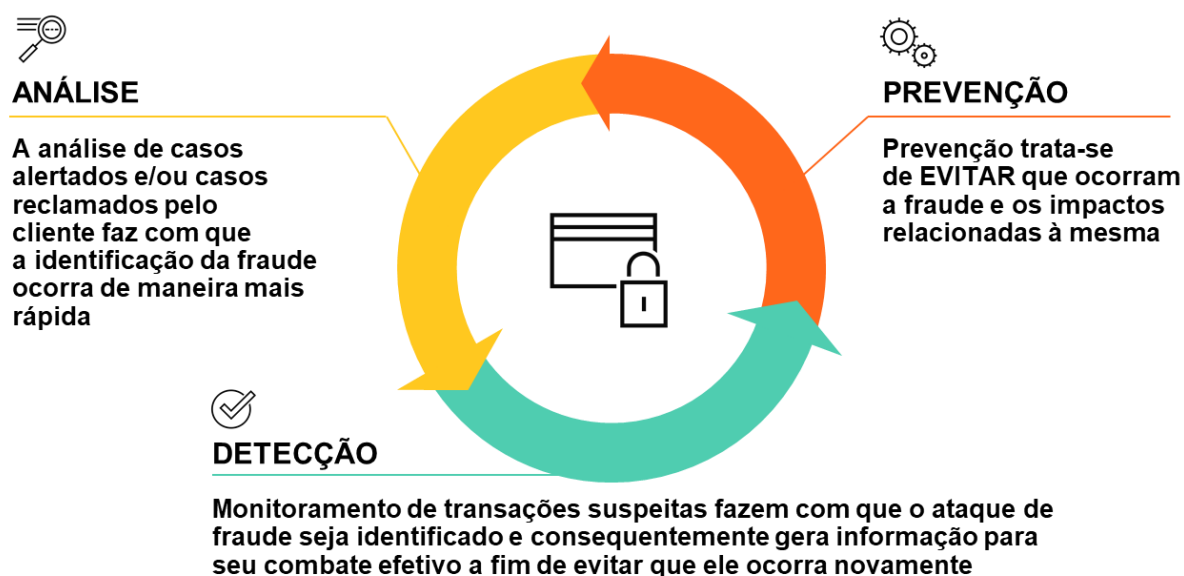 ANÁLISE
A análise de casos
alertados e/ou casos
reclamados pelo
cliente faz com que
a identificação da fraude
ocorra de maneira mais
rápida
PREVENÇÃO
Prevenção trata-se
de EVITAR que ocorram
a fraude e os impactos
relacionadas à mesma
DETECÇÃO
Monitoramento de transações suspeitas fazem com que o ataque de
fraude seja identificado e consequentemente gera informação para
seu combate efetivo a fim de evitar que ele ocorra novamente